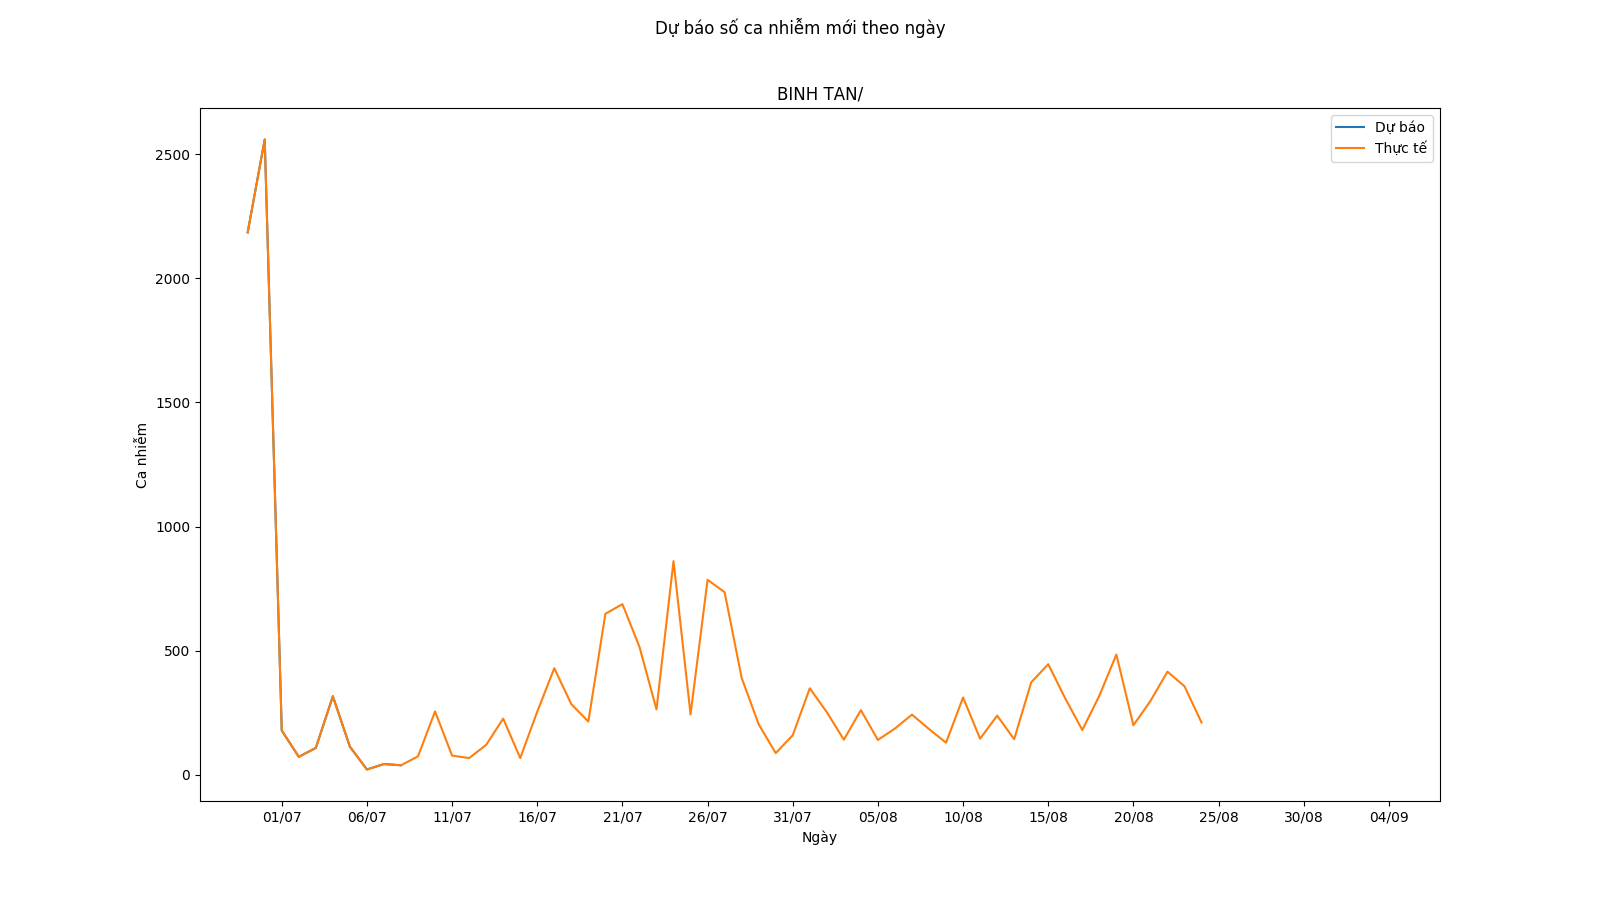 Dự báo số ca nhiễm mới theo ngày
BINH TAN/
Dự báo
Thực tế
Ca nhiễm
2500
2000
1500
1000
500
0
01/07 06/07 11/07 16/07 21/07 26/07 31/07 05/08 10/08 15/08 20/08 25/08 30/08 04/09
Ngày